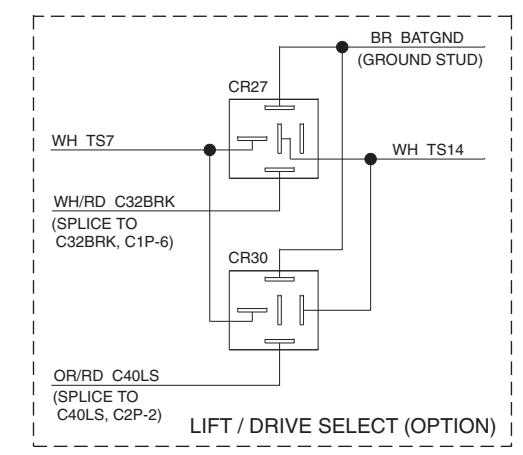 BR BATGND
(GROUND STUD)
CR27
WH TS7
WH TS14
WH/RD C32BRK
(SPLICE TO
C32BRK, C1P-6)
CR30
OR/RD C40LS
(SPLICE TO
C40LS, C2P-2)
LIFT / DRIVE SELECT (OPTION)